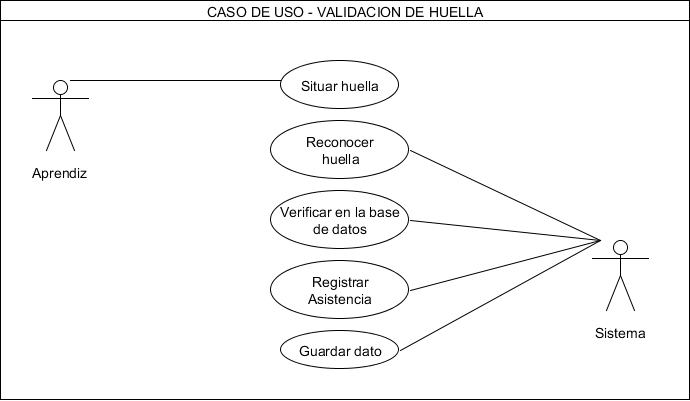 CASO DE USO - VALIDACION DE HUELLA
Situar huella
Aprendiz
Reconocer
huella
Verificar en la base
de datos
Registrar
Asistencia
Sistema
Guardar dato